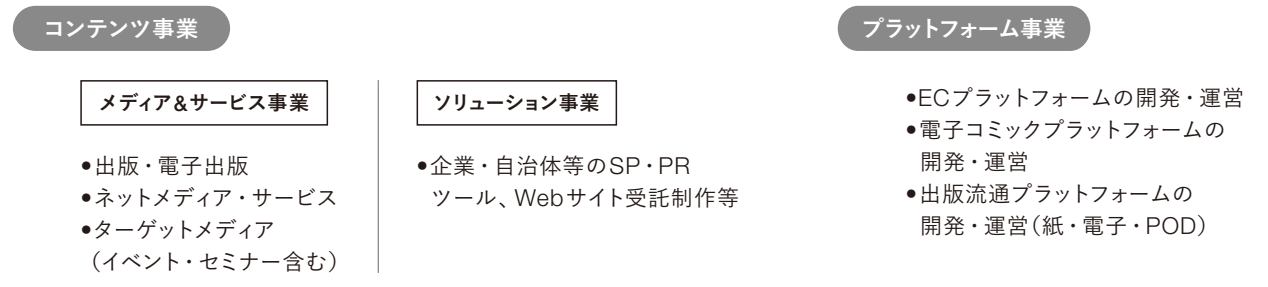 コンテンツ事業
メディア&サービス事業
●出版・電子出版
●ネットメディア・サービス
●ターゲットメディア
（イベント・セミナー含む）
ソリューション事業
●企業・自治体等のSP・PR
ツール、Webサイト受託制作等
プラットフォーム事業
●ECプラットフォームの開発・運営
●電子コミックプラットフォームの
開発・運営
●出版流通プラットフォームの
開発・運営（紙・電子・POD）